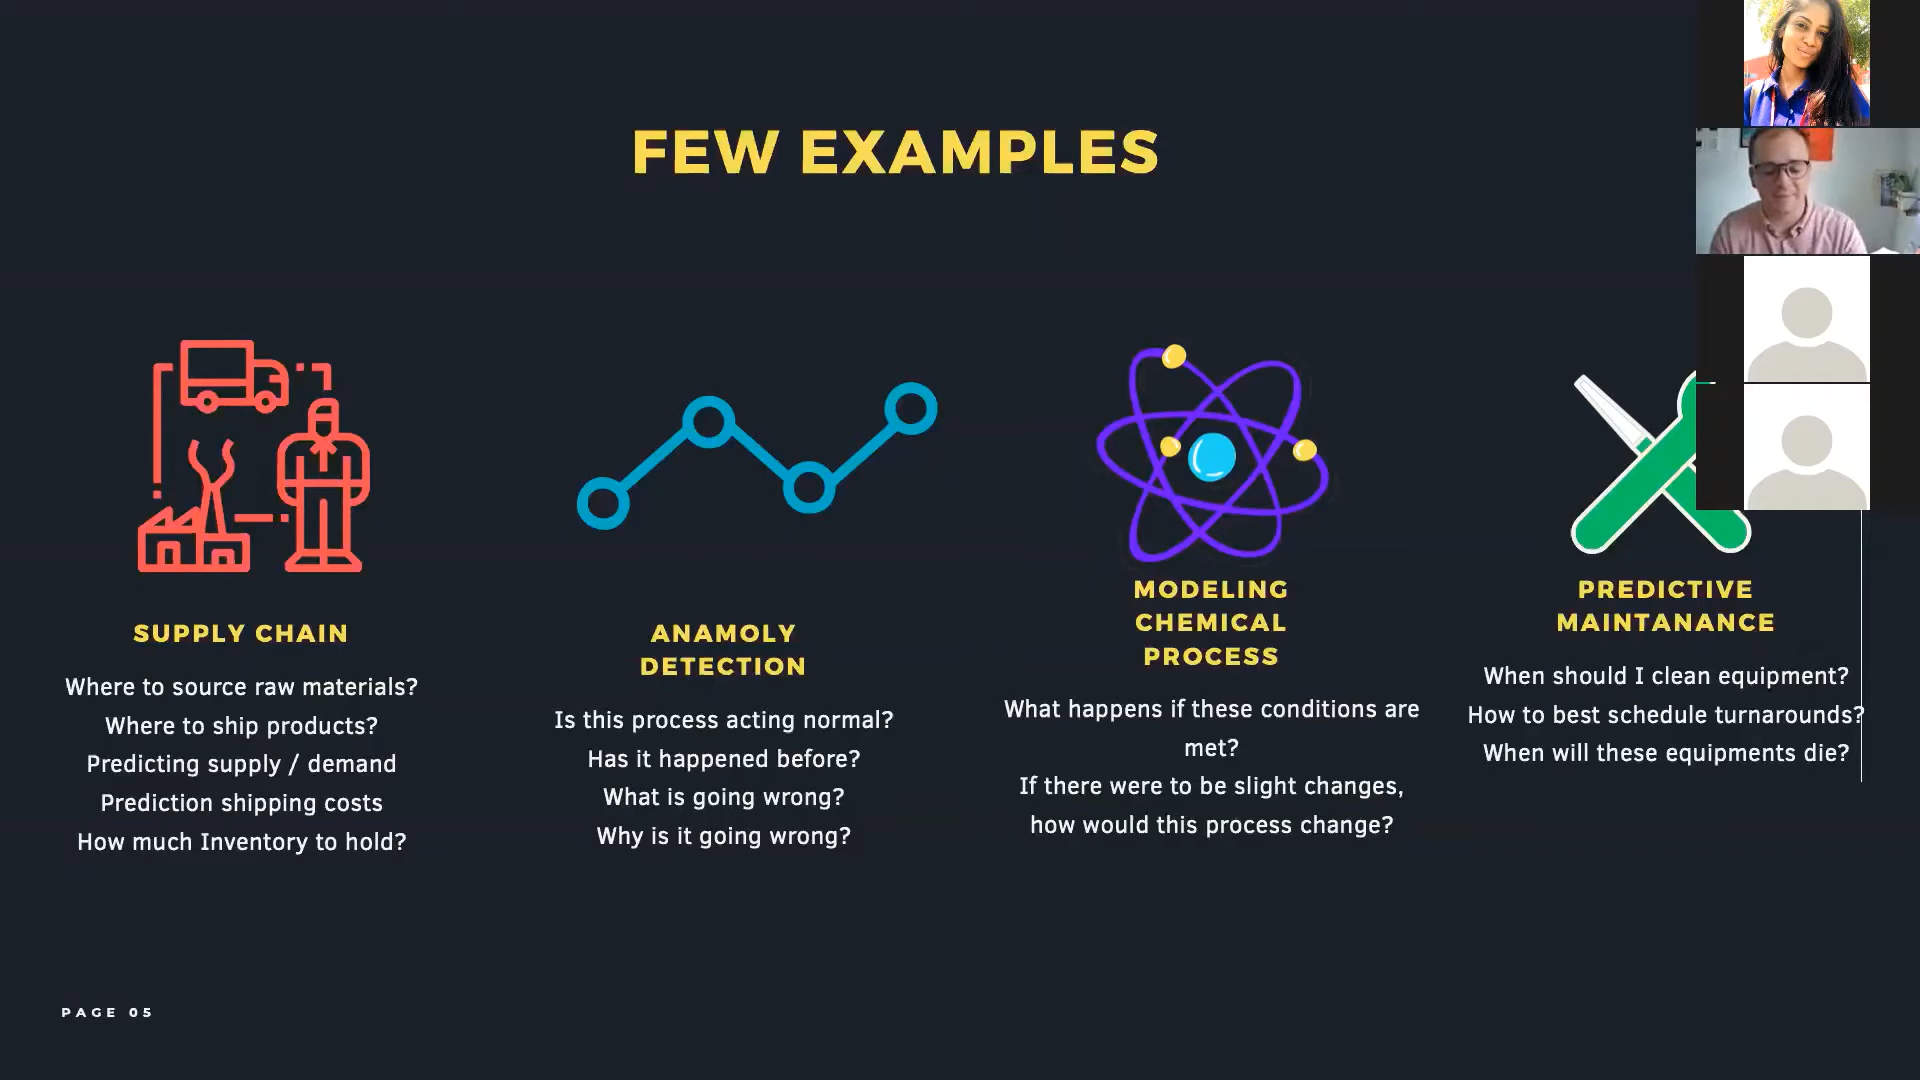 FEW EXAMPLES
SUPPLY CHAIN
Where to source raw materials?
Where to ship products?
Predicting supply / demand
Prediction shipping costs
How much Inventory to hold?
ANAMOLY
DETECTION
Is this process acting normal?
Has it happened before?
What is going wrong?
Why is it going wrong?
MODELING
CHEMICAL
PROCESS
What happens if these conditions are
met?
If there were to be slight changes,
how would this process change?
PREDICTIVE
MAINTANANCE
When should I clean equipment?
How to best schedule turnarounds?
When will these equipments die?
PAGE 05